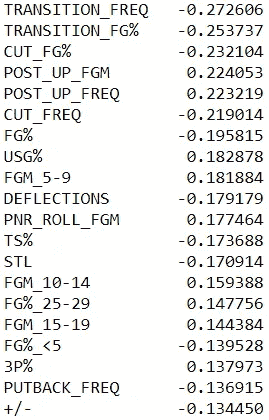 TRANSITION_FREQ -0.272606
TRANSITION_FG% -0.253737
CUT_FG% -0.232104
POST_UP_FGM 0.224053
POST_UP_FREQ 0.223219
CUT_FREQ -0.219014
FG% -0.195815
USG% 0.182878
FGM_5-9 0.181884
DEFLECTIONS -0.179179
PNR_ROLL_FGM 0.177464
TS% -0.173688
STL -0.170914
FGM_10-14 0.159388
FG%_25-29 0.147756
FGM_15-19 0.144384
FG%_<5 -0.139528
3P% 0.137973
PUTBACK_FREQ -0.136915
+/- -0.134450